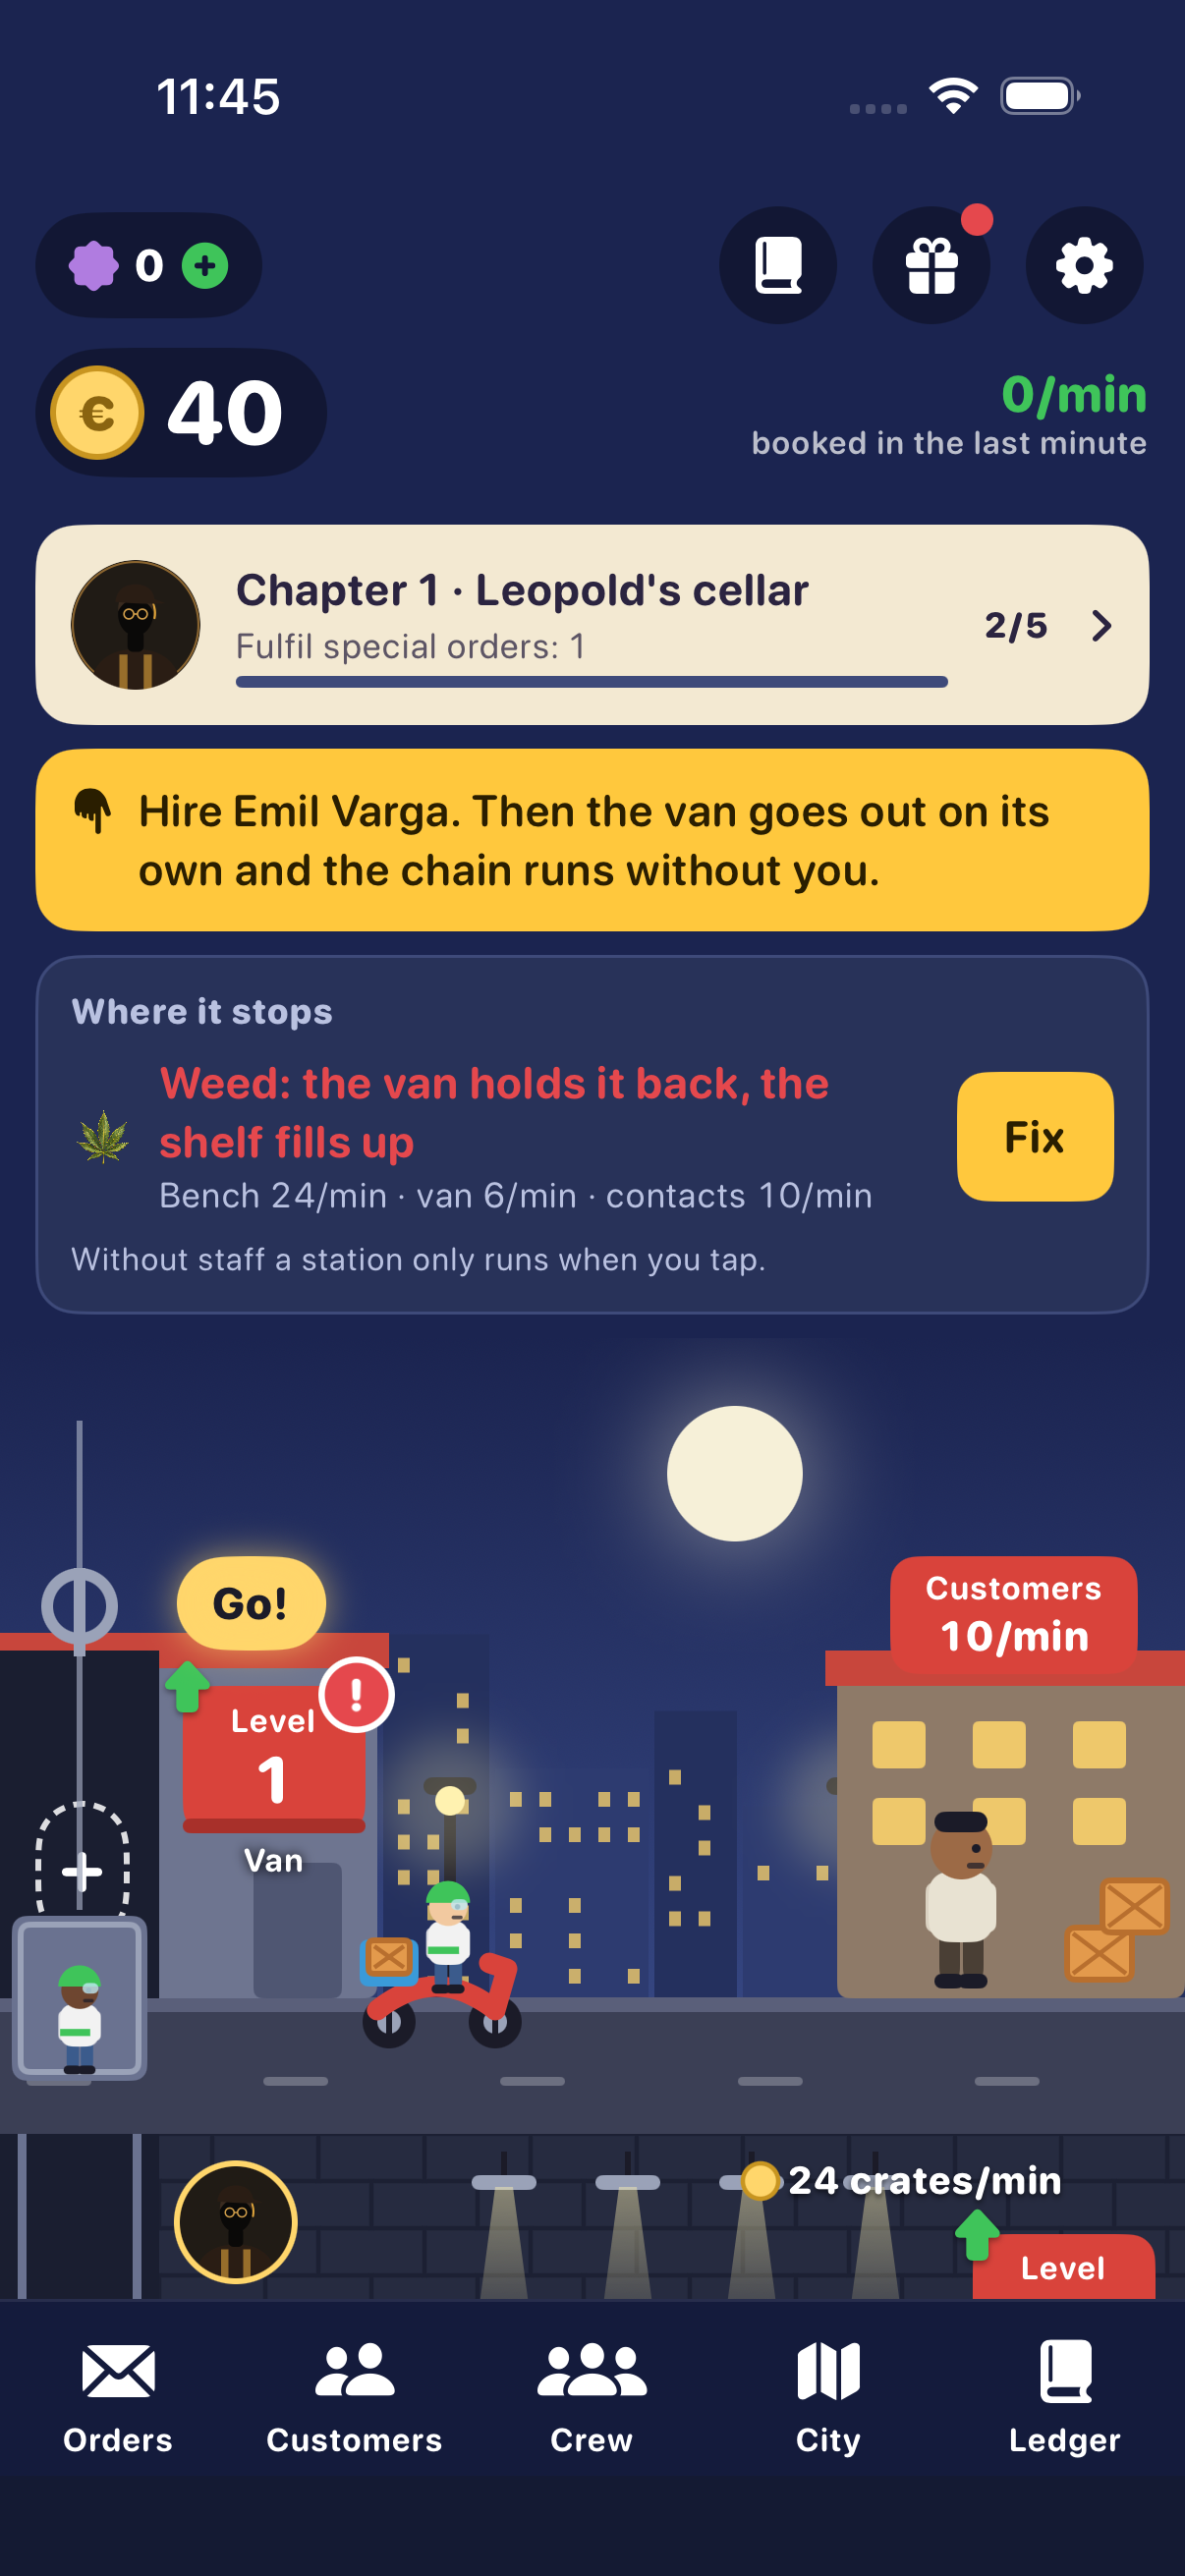 11:45
0
€ 40
0/min
booked in the last minute
Chapter 1 · Leopold's cellar
Fulfil special orders: 1
2/5
Hire Emil Varga. Then the van goes out on its
own and the chain runs without you.
Where it stops
Weed: the van holds it back, the
shelf fills up
Bench 24/min · van 6/min · contacts 10/min
Fix
Without staff a station only runs when you tap.
Go!
Customers
10/min
Level
!
1
Van
24 crates/min
Level
Orders
Customers
Crew
City
Ledger